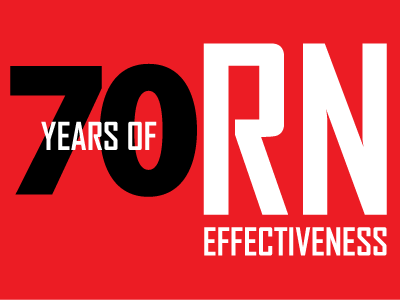 70 RN
YEARS OF
EFFECTIVENESS